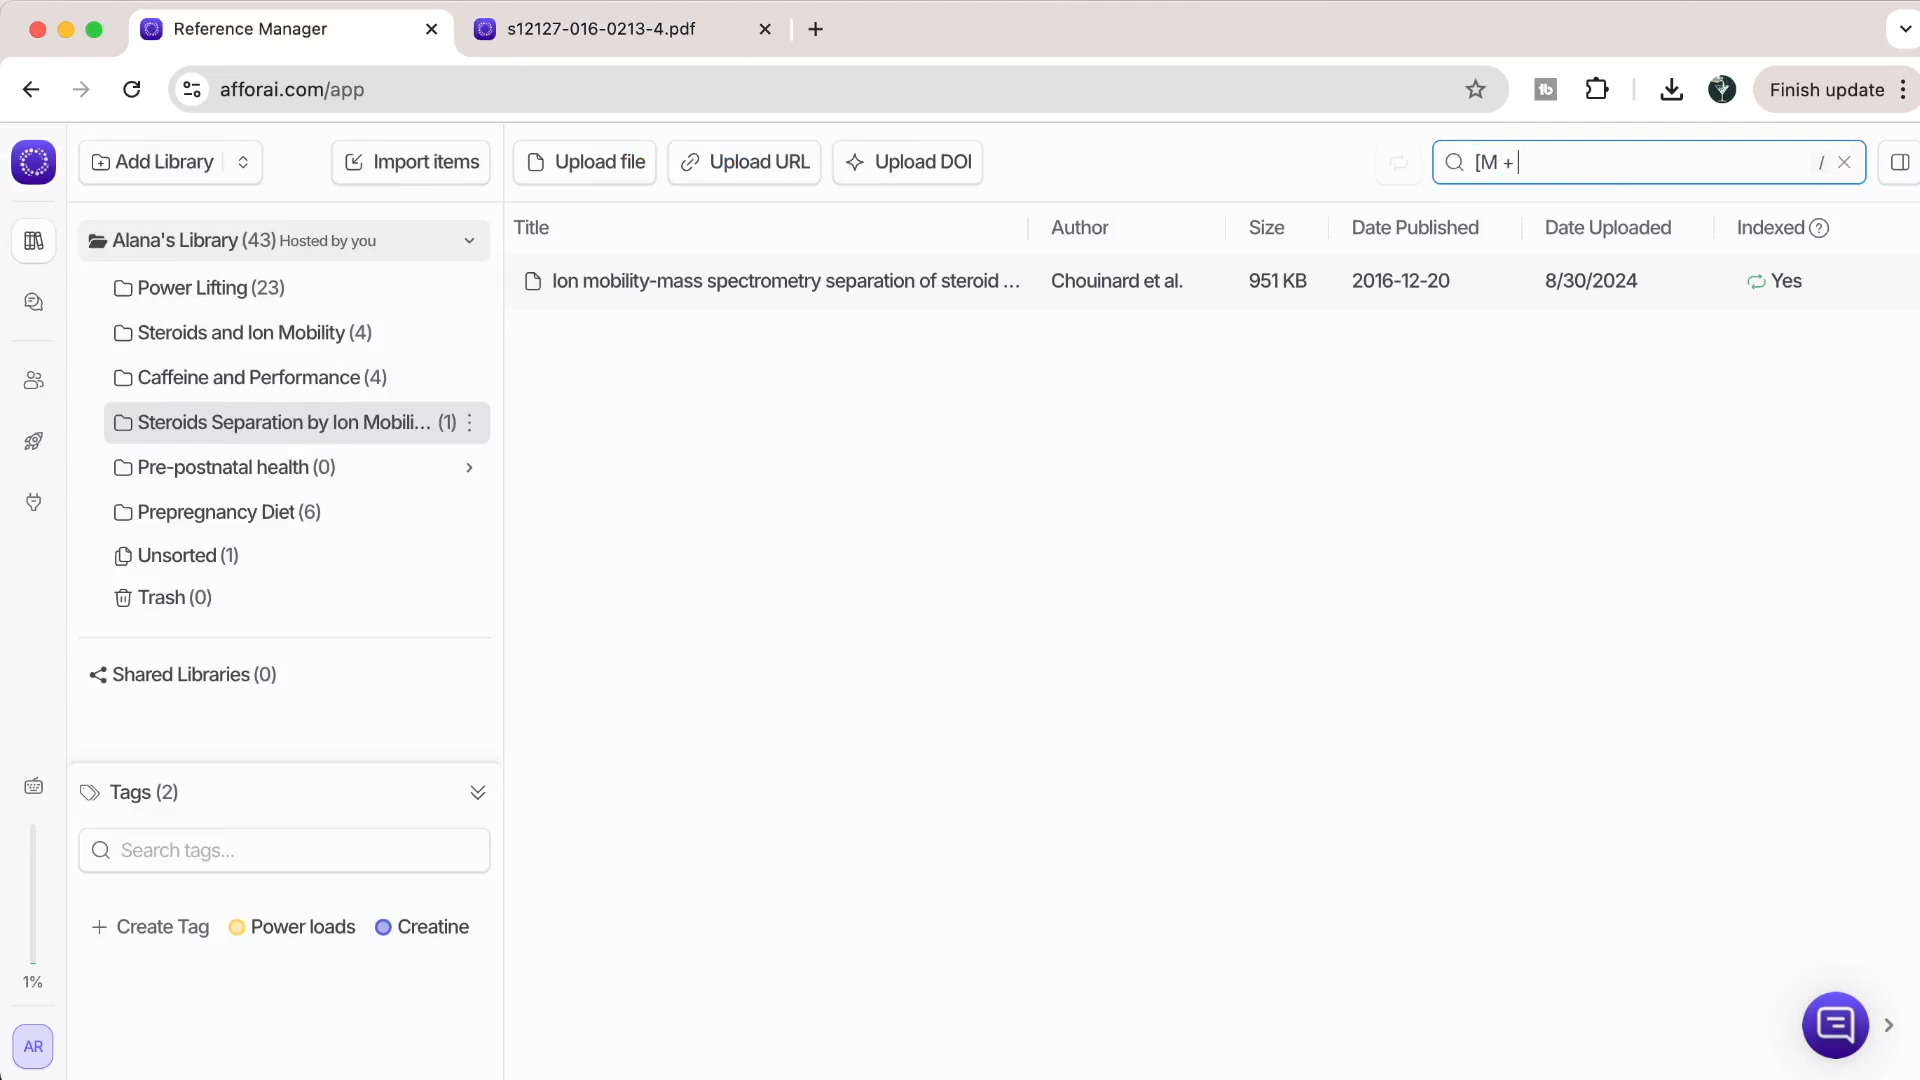 Reference Manager
s12127-016-0213-4.pdf
afforai.com/app
Finish update
Add Library
Import items
Upload file
Upload URL
Upload DOI
[M +
/
Alana's Library (43) Hosted by you
Power Lifting (23)
Steroids and Ion Mobility (4)
Caffeine and Performance (4)
Steroids Separation by Ion Mobili... (1)
Pre-postnatal health (0)
Prepregnancy Diet (6)
Unsorted (1)
Trash (0)
Shared Libraries (0)
Tags (2)
Search tags...
Create Tag
Power loads
Creatine
1%
AR
Title Author Size Date Published Date Uploaded Indexed ?
Ion mobility-mass spectrometry separation of steroid ... Chouinard et al. 951 KB 2016-12-20 8/30/2024 Yes